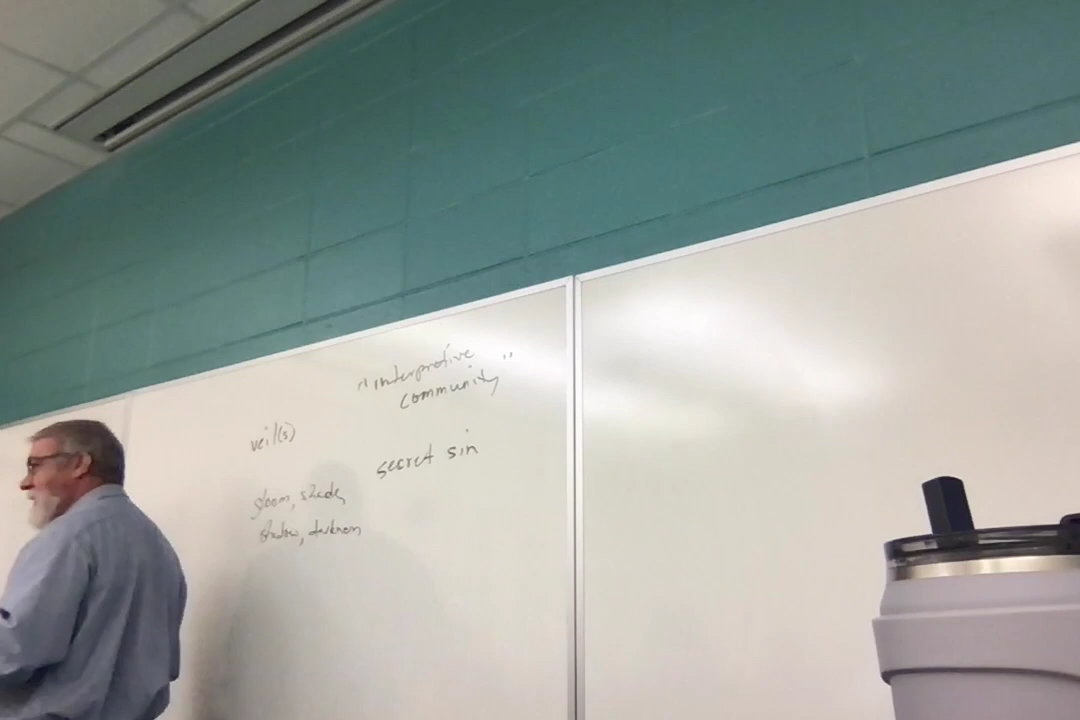 "interpretive
community"
veil(s)
secret sin
gloom, shade,
shadow, darkness